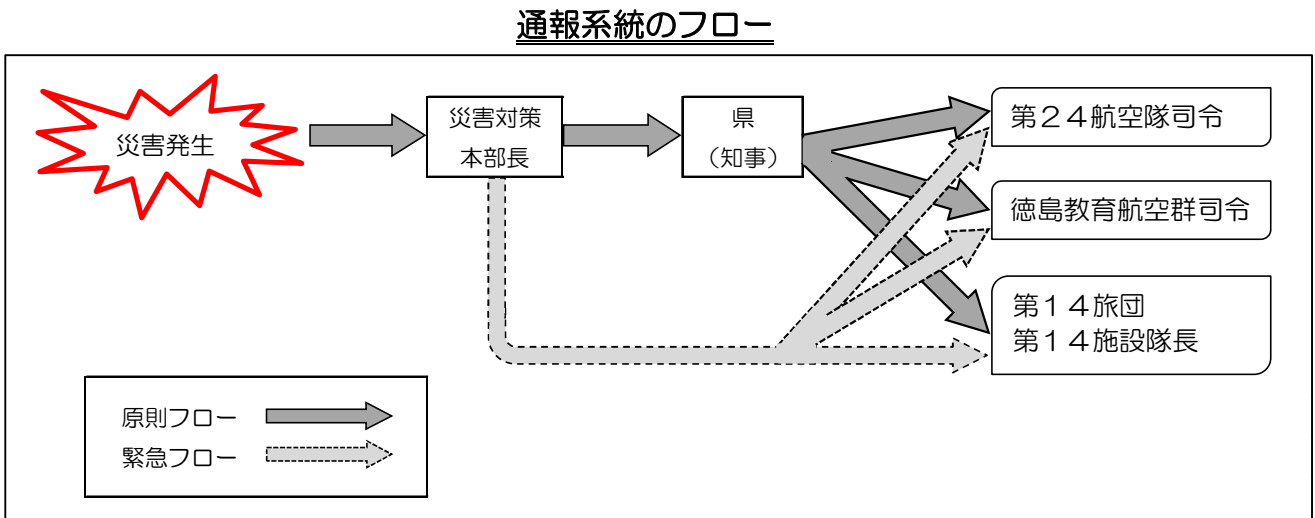 通報系統のフロー
災害発生
災害対策
本部長
県
（知事）
第２４航空隊司令
徳島教育航空群司令
第１４旅団
第１４施設隊長
原則フロー
緊急フロー